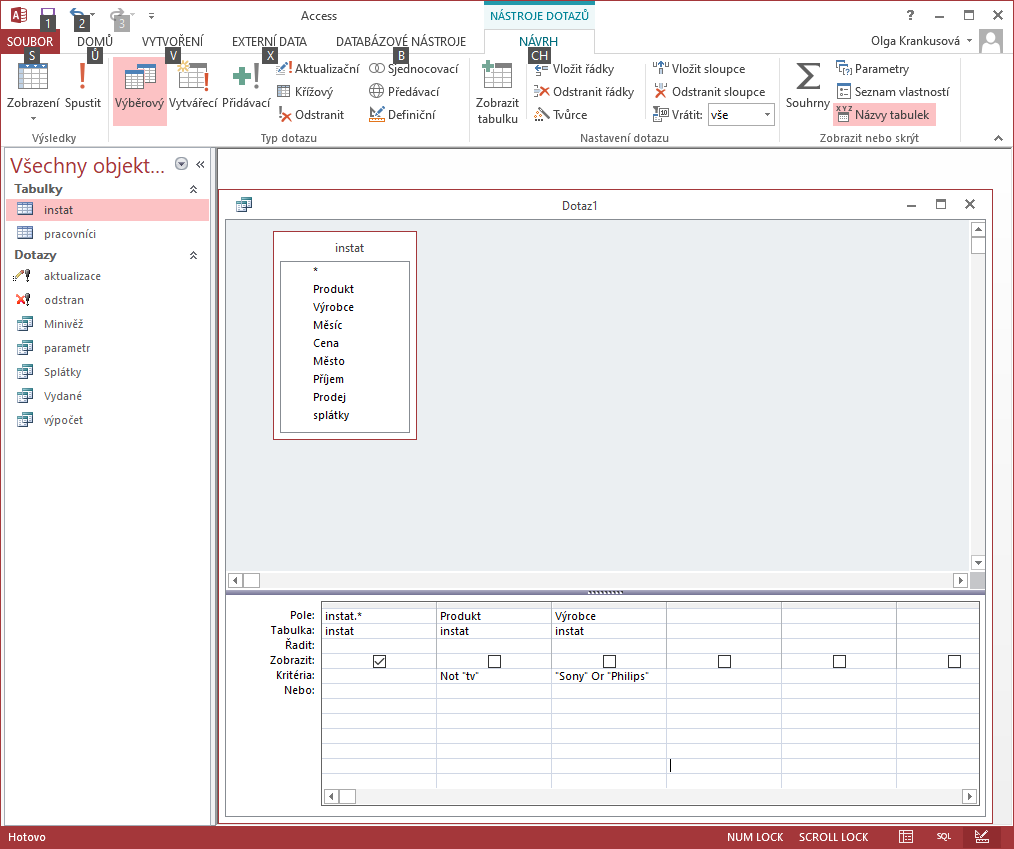 Access
NÁSTROJE DOTAZŮ
?
1
2
3
SOUBOR
DOMŮ
VYTVOŘENÍ
EXTERNÍ DATA
DATABÁZOVÉ NÁSTROJE
NÁVRH
Olga Krankusová
S
Ů
V
X
B
CH
Zobrazení
Spustit
Výsledky
Výběrový
Vytvářecí
Přidávací
Aktualizační
Křížový
Odstranit
Sjednocovací
Předávací
Definiční
Typ dotazu
Zobrazit
tabulku
Vložit řádky
Odstranit řádky
Tvůrce
Vložit sloupce
Odstranit sloupce
Vrátit: vše
Nastavení dotazu
Souhrny
Parametry
Seznam vlastností
XYZ Názvy tabulek
Zobrazit nebo skrýt
Všechny objekt... «
Tabulky
instat
pracovníci
Dotazy
aktualizace
odstran
Minivěž
parametr
Splátky
Vydané
výpočet
Dotaz1
instat
*
Produkt
Výrobce
Měsíc
Cena
Město
Příjem
Prodej
splátky
Pole: instat.* Produkt Výrobce
Tabulka: instat instat instat
Řadit:
Zobrazit:
Kritéria: Not "tv" "Sony" Or "Philips"
Nebo:
Hotovo
NUM LOCK
SCROLL LOCK
SQL